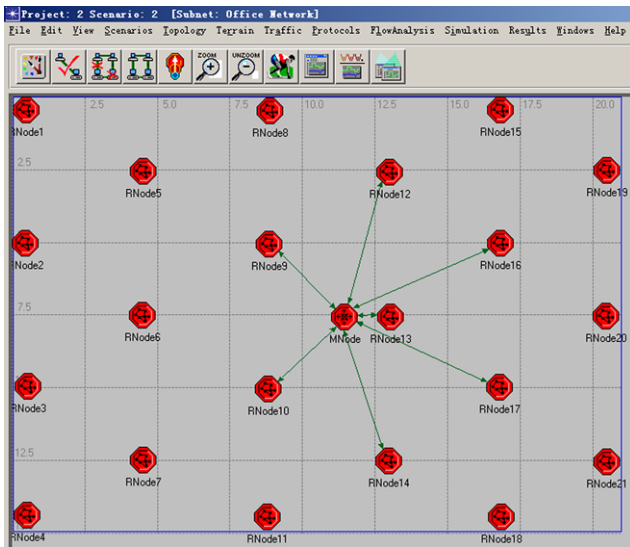 Project: 2 Scenario: 2 [Subnet: Office Network]
File Edit View Scenarios Topology Terrain Traffic Protocols FlowAnalysis Simulation Results Windows Help
ZOOM UNZOOM
2.5 5.0 7.5 10.0 12.5 15.0 17.5 20.0
RNode1 RNode8 RNode15
2.5
RNode5 RNode12 RNode19
RNode2 RNode9 RNode16
7.5
RNode6 MNode RNode13 RNode20
RNode3 RNode10 RNode17
12.5
RNode7 RNode14 RNode21
RNode4 RNode11 RNode18